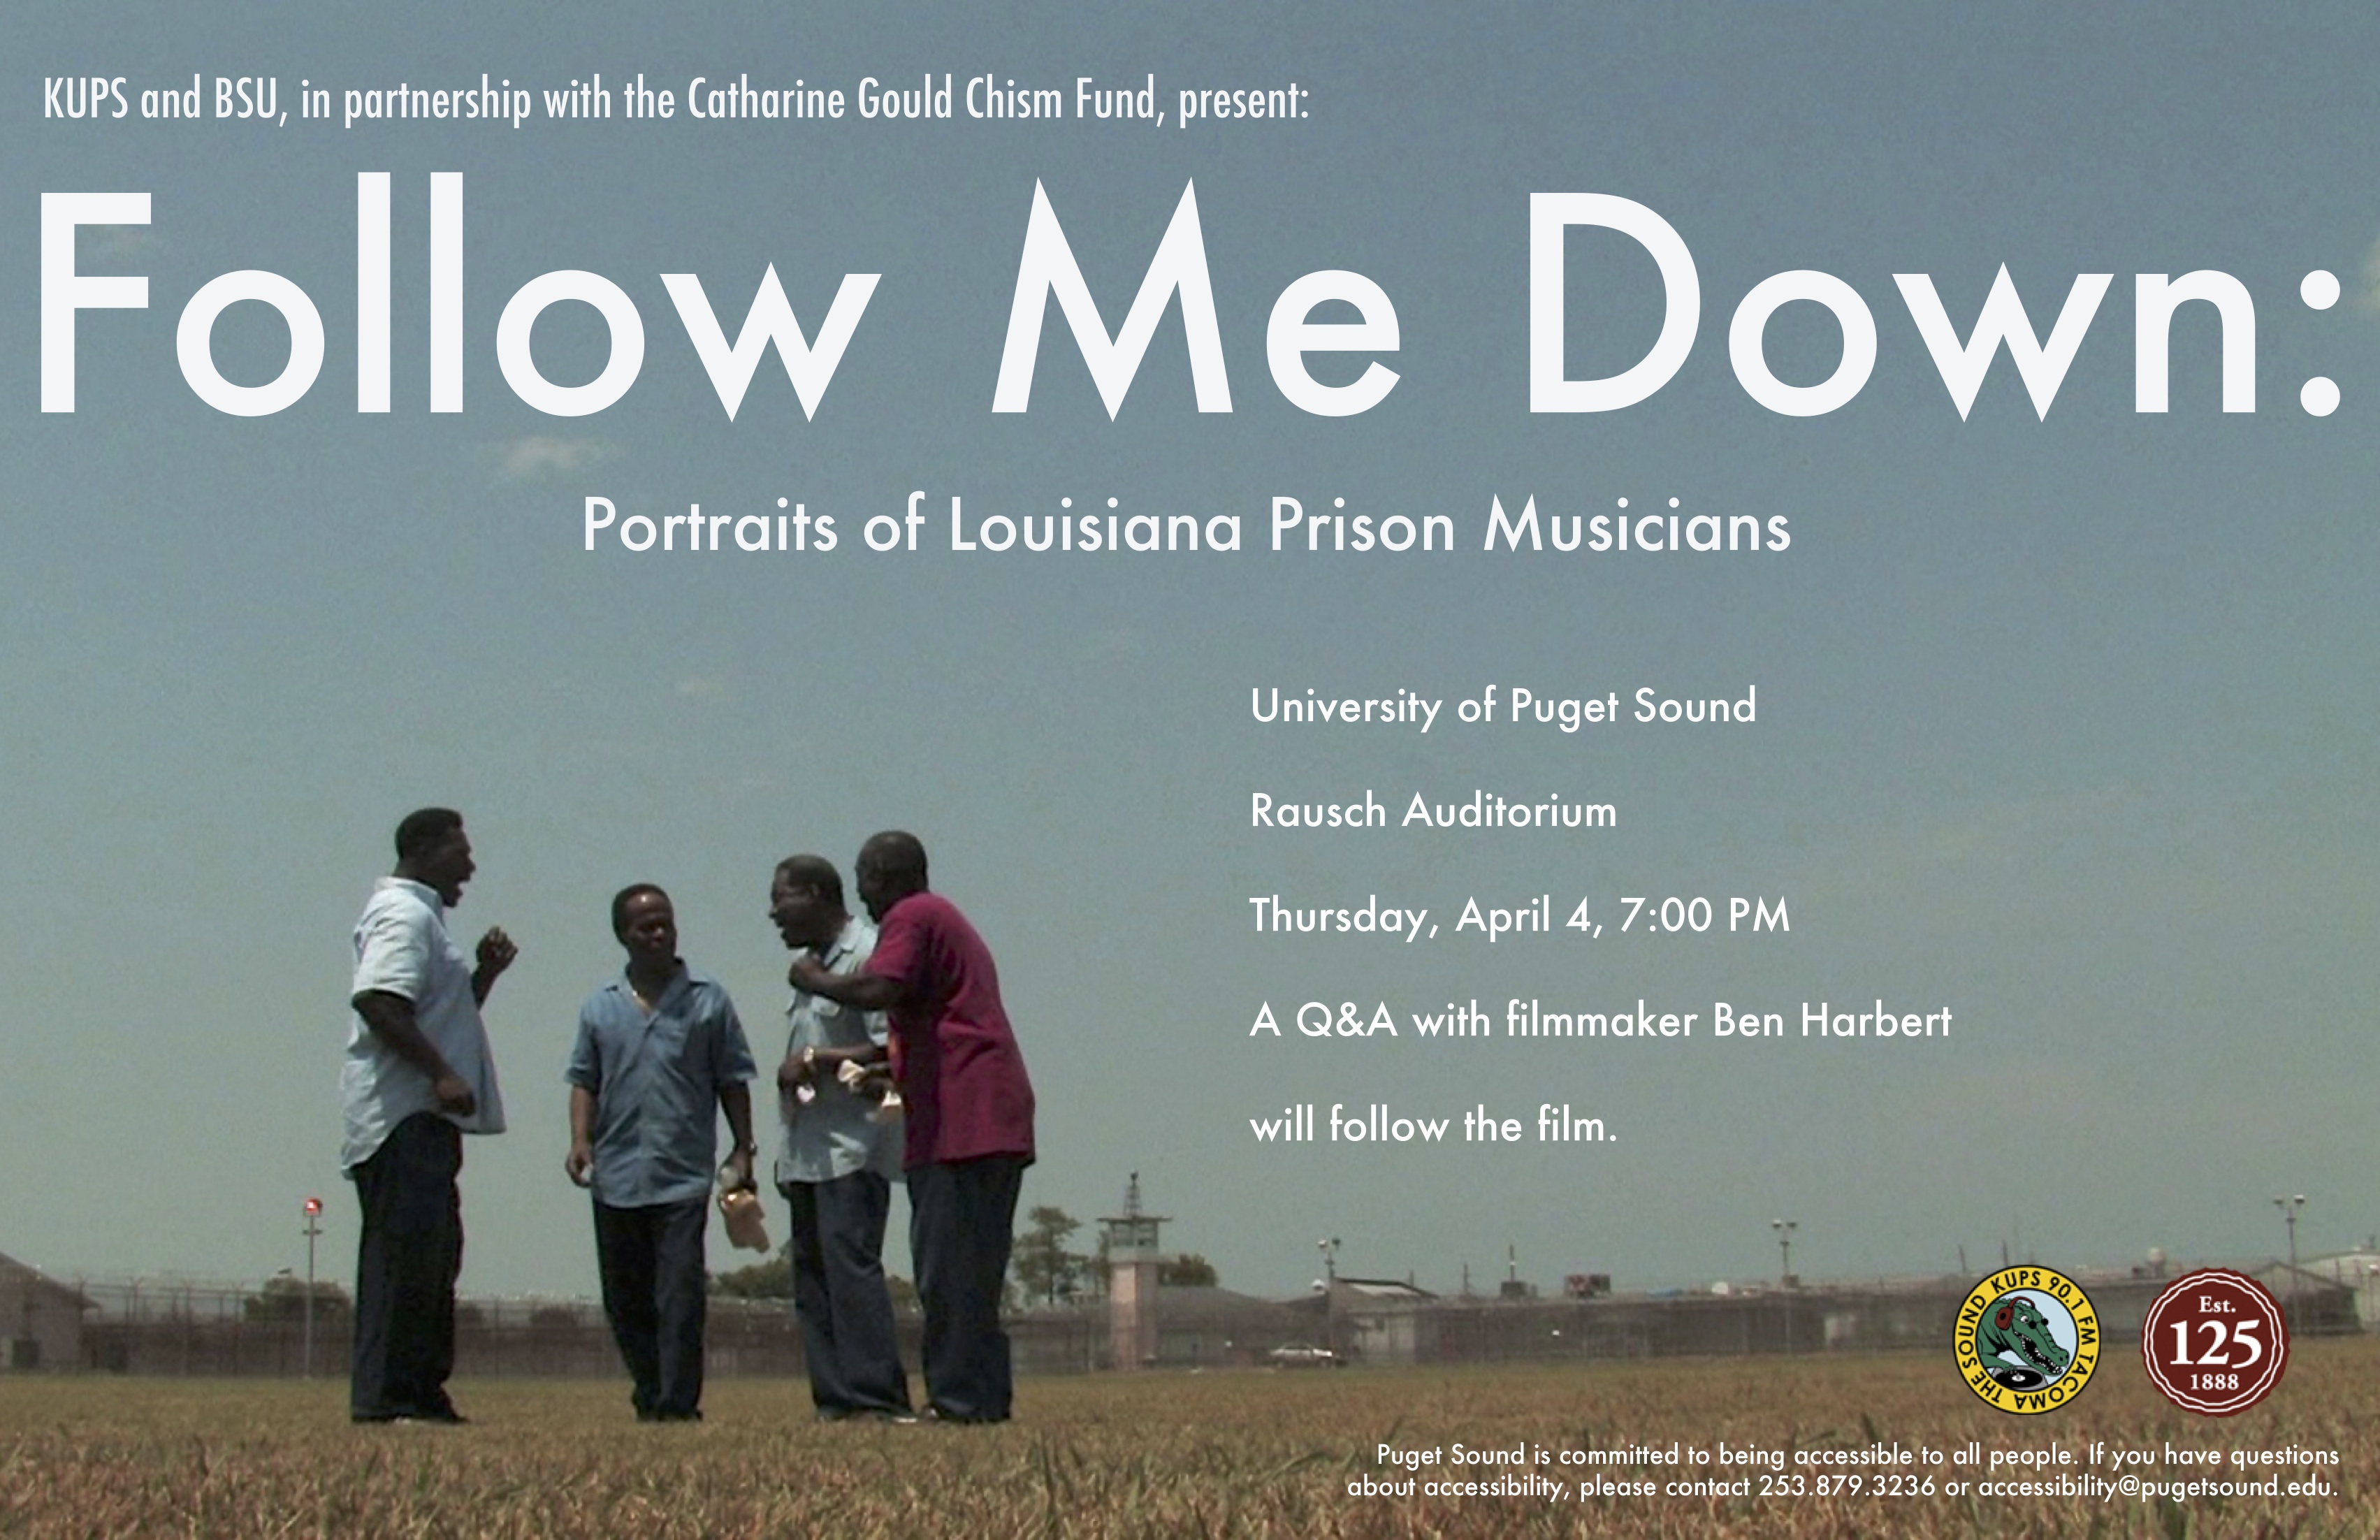 KUPS and BSU, in partnership with the Catharine Gould Chism Fund, present:
Follow Me Down:
Portraits of Louisiana Prison Musicians
University of Puget Sound
Rausch Auditorium
Thursday, April 4, 7:00 PM
A Q&A with filmmaker Ben Harbert
will follow the film.
KUPS 90.1 FM TACOMA WA THE SOUND
Est.
125
1888
Puget Sound is committed to being accessible to all people. If you have questions
about accessibility, please contact 253.879.3236 or accessibility@pugetsound.edu.